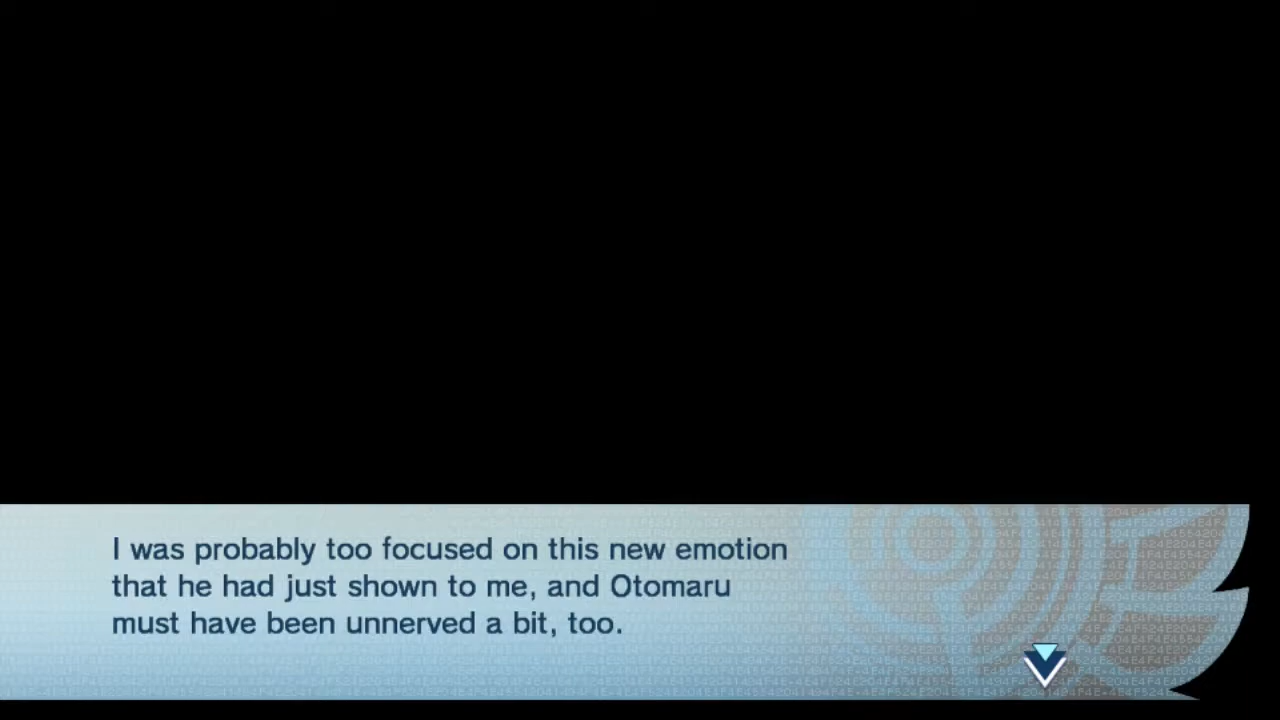 I was probably too focused on this new emotion
that he had just shown to me, and Otomaru
must have been unnerved a bit, too.